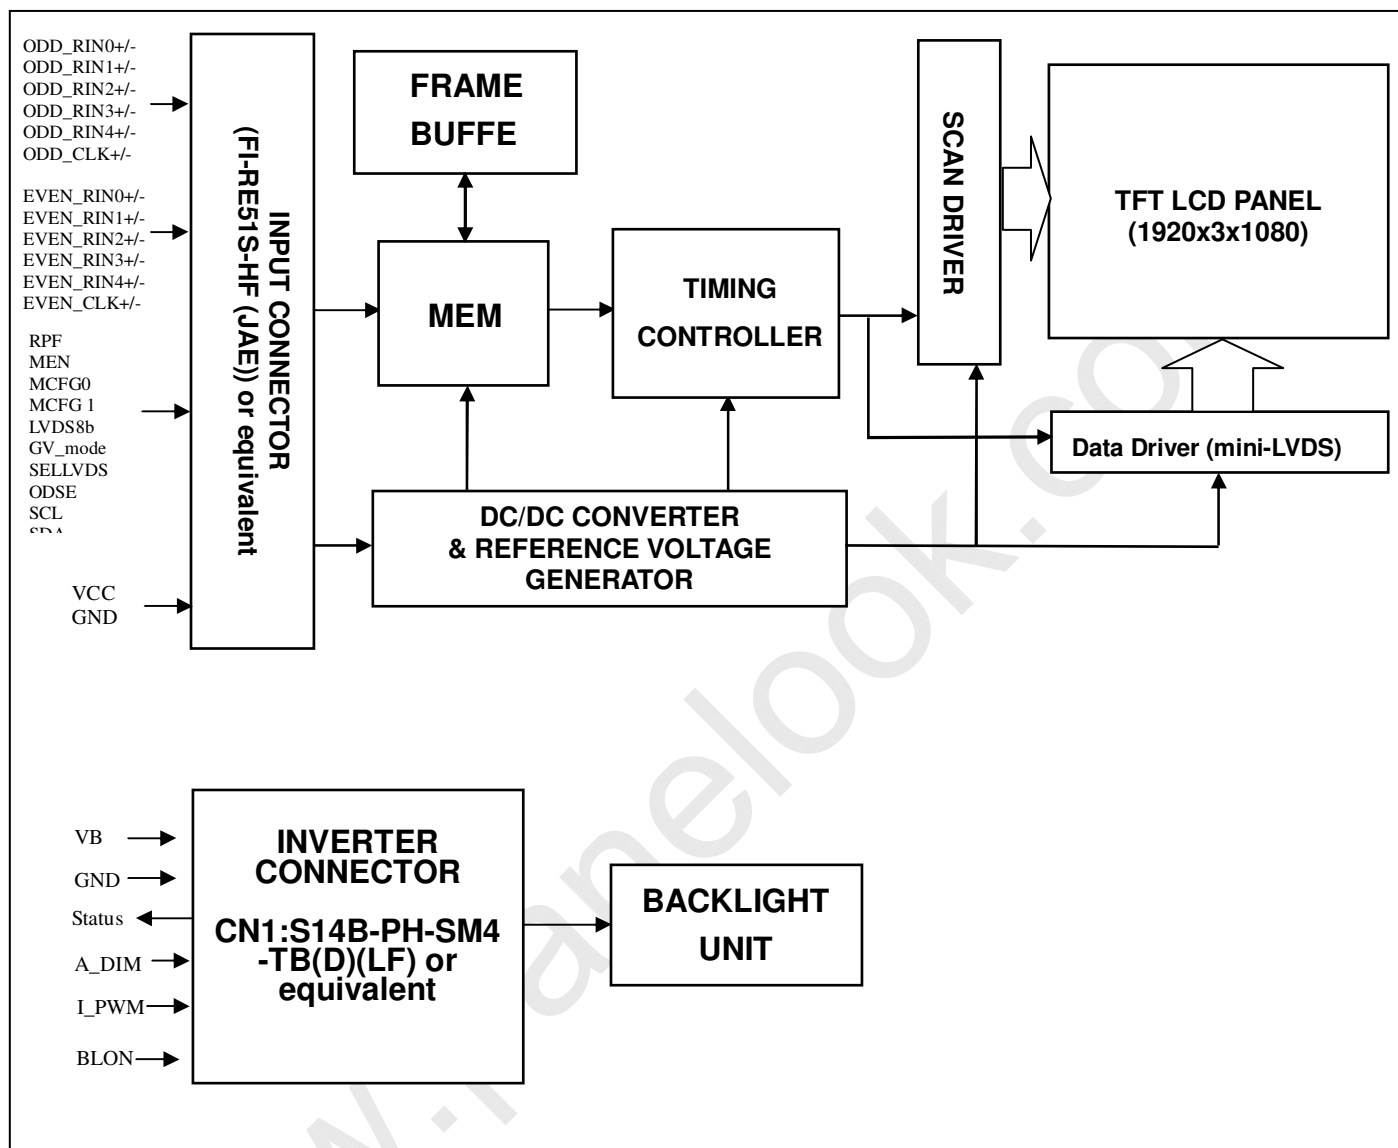 ODD_RIN0+/-
ODD_RIN1+/-
ODD_RIN2+/-
ODD_RIN3+/-
ODD_RIN4+/-
ODD_CLK+/-
EVEN_RIN0+/-
EVEN_RIN1+/-
EVEN_RIN2+/-
EVEN_RIN3+/-
EVEN_RIN4+/-
EVEN_CLK+/-
RPF
MEN
MCFG0
MCFG 1
LVDS8b
GV_mode
SELLVDS
ODSE
SCL
SDA
VCC
GND
INPUT CONNECTOR
(FI-RE51S-HF (JAE)) or equivalent
FRAME
BUFFE
MEM
TIMING
CONTROLLER
SCAN DRIVER
TFT LCD PANEL
(1920x3x1080)
Data Driver (mini-LVDS)
DC/DC CONVERTER
& REFERENCE VOLTAGE
GENERATOR
VB
GND
Status
A_DIM
I_PWM
BLON
INVERTER
CONNECTOR
CN1:S14B-PH-SM4
-TB(D)(LF) or
equivalent
BACKLIGHT
UNIT
w.panelook.co